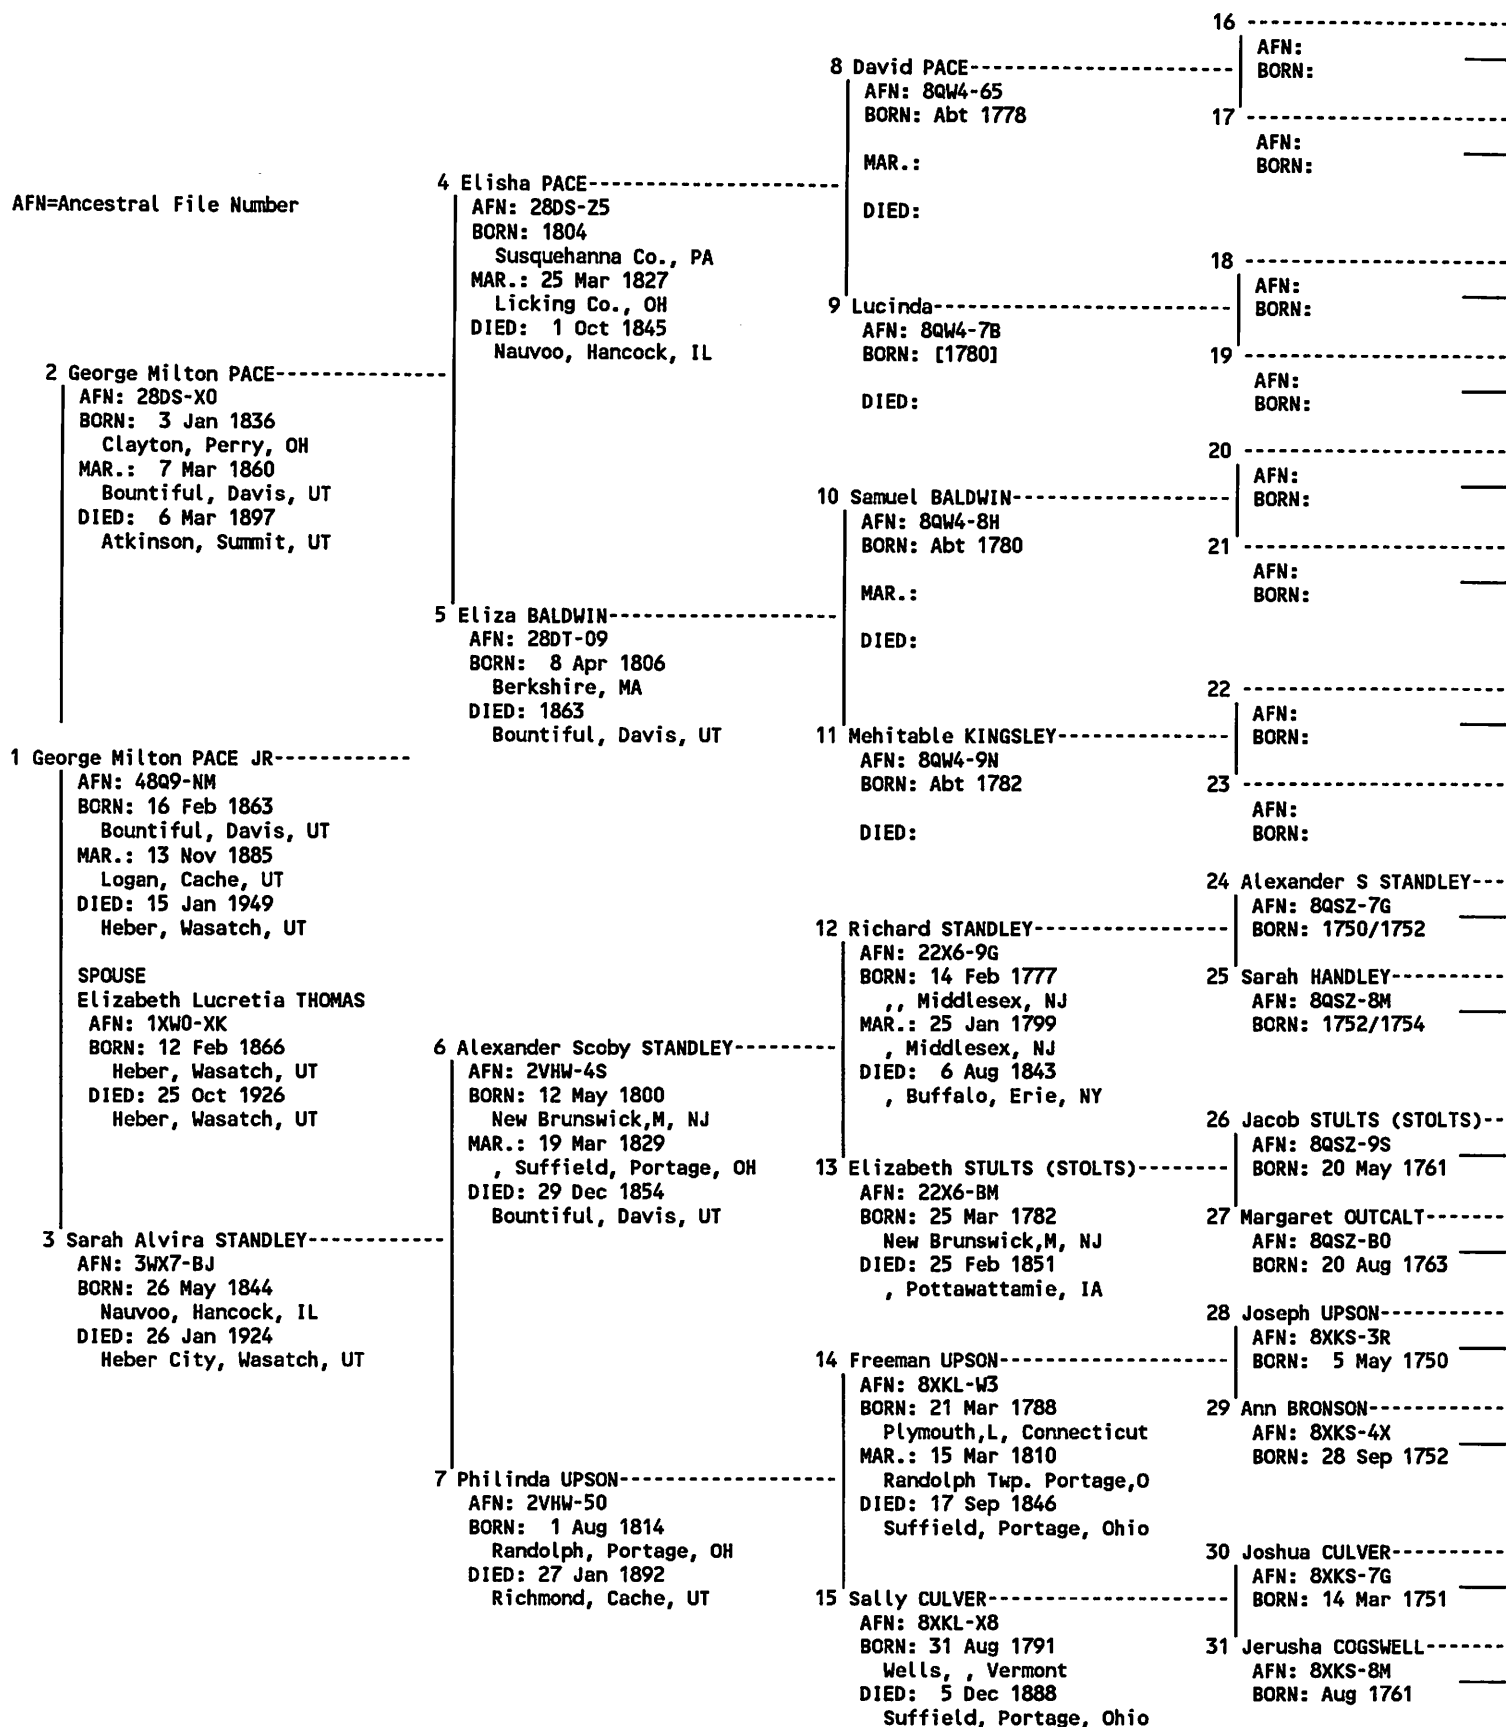 AFN=Ancestral File Number
1 George Milton PACE JR------------
AFN: 48Q9-NM
BORN: 16 Feb 1863
Bountiful, Davis, UT
MAR.: 13 Nov 1885
Logan, Cache, UT
DIED: 15 Jan 1949
Heber, Wasatch, UT
SPOUSE
Elizabeth Lucretia THOMAS
AFN: 1XW0-XK
BORN: 12 Feb 1866
Heber, Wasatch, UT
DIED: 25 Oct 1926
Heber, Wasatch, UT
2 George Milton PACE---------------
AFN: 28DS-X0
BORN:  3 Jan 1836
Clayton, Perry, OH
MAR.:  7 Mar 1860
Bountiful, Davis, UT
DIED:  6 Mar 1897
Atkinson, Summit, UT
3 Sarah Alvira STANDLEY------------
AFN: 3WX7-BJ
BORN: 26 May 1844
Nauvoo, Hancock, IL
DIED: 26 Jan 1924
Heber City, Wasatch, UT
4 Elisha PACE----------------------
AFN: 28DS-Z5
BORN: 1804
Susquehanna Co., PA
MAR.: 25 Mar 1827
Licking Co., OH
DIED:  1 Oct 1845
Nauvoo, Hancock, IL
5 Eliza BALDWIN--------------------
AFN: 28DT-09
BORN:  8 Apr 1806
Berkshire, MA
DIED: 1863
Bountiful, Davis, UT
6 Alexander Scoby STANDLEY---------
AFN: 2VHW-4S
BORN: 12 May 1800
New Brunswick,M, NJ
MAR.: 19 Mar 1829
, Suffield, Portage, OH
DIED: 29 Dec 1854
Bountiful, Davis, UT
7 Philinda UPSON-------------------
AFN: 2VHW-50
BORN:  1 Aug 1814
Randolph, Portage, OH
DIED: 27 Jan 1892
Richmond, Cache, UT
8 David PACE-----------------------
AFN: 8QW4-65
BORN: Abt 1778
MAR.:
DIED:
9 Lucinda--------------------------
AFN: 8QW4-7B
BORN: [1780]
DIED:
10 Samuel BALDWIN-------------------
AFN: 8QW4-8H
BORN: Abt 1780
MAR.:
DIED:
11 Mehitable KINGSLEY---------------
AFN: 8QW4-9N
BORN: Abt 1782
DIED:
12 Richard STANDLEY-----------------
AFN: 22X6-9G
BORN: 14 Feb 1777
,, Middlesex, NJ
MAR.: 25 Jan 1799
, Middlesex, NJ
DIED:  6 Aug 1843
, Buffalo, Erie, NY
13 Elizabeth STULTS (STOLTS)--------
AFN: 22X6-BM
BORN: 25 Mar 1782
New Brunswick,M, NJ
DIED: 25 Feb 1851
, Pottawattamie, IA
14 Freeman UPSON--------------------
AFN: 8XKL-W3
BORN: 21 Mar 1788
Plymouth,L, Connecticut
MAR.: 15 Mar 1810
Randolph Twp. Portage,O
DIED: 17 Sep 1846
Suffield, Portage, Ohio
15 Sally CULVER---------------------
AFN: 8XKL-X8
BORN: 31 Aug 1791
Wells, , Vermont
DIED:  5 Dec 1888
Suffield, Portage, Ohio
16 ----------------------
AFN:
BORN:
17 ----------------------
AFN:
BORN:
18 ----------------------
AFN:
BORN:
19 ----------------------
AFN:
BORN:
20 ----------------------
AFN:
BORN:
21 ----------------------
AFN:
BORN:
22 ----------------------
AFN:
BORN:
23 ----------------------
AFN:
BORN:
24 Alexander S STANDLEY---
AFN: 8QSZ-7G
BORN: 1750/1752
25 Sarah HANDLEY----------
AFN: 8QSZ-8M
BORN: 1752/1754
26 Jacob STULTS (STOLTS)--
AFN: 8QSZ-9S
BORN: 20 May 1761
27 Margaret OUTCALT-------
AFN: 8QSZ-B0
BORN: 20 Aug 1763
28 Joseph UPSON-----------
AFN: 8XKS-3R
BORN:  5 May 1750
29 Ann BRONSON------------
AFN: 8XKS-4X
BORN: 28 Sep 1752
30 Joshua CULVER----------
AFN: 8XKS-7G
BORN: 14 Mar 1751
31 Jerusha COGSWELL-------
AFN: 8XKS-8M
BORN: Aug 1761